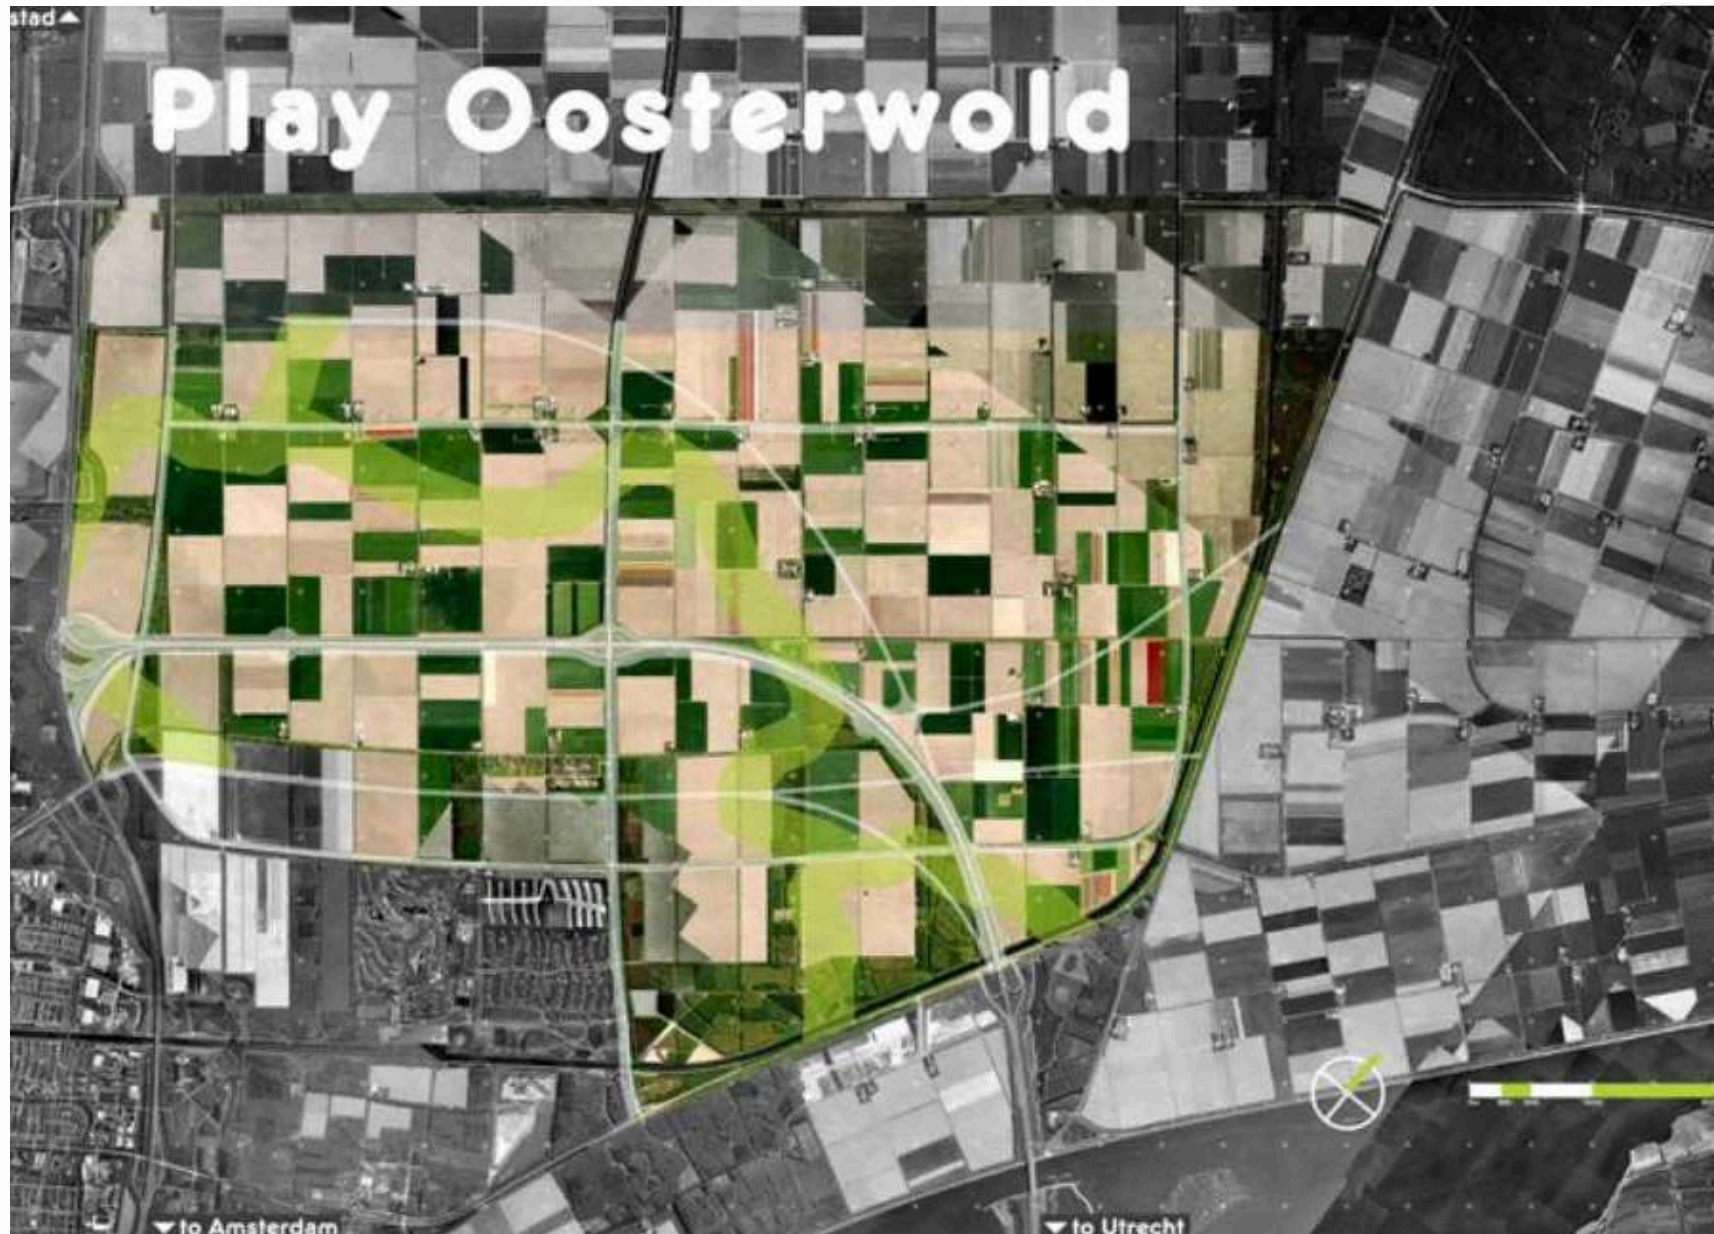 stad ▲
Play Oosterwold
▼ to Amsterdam
▼ to Utrecht